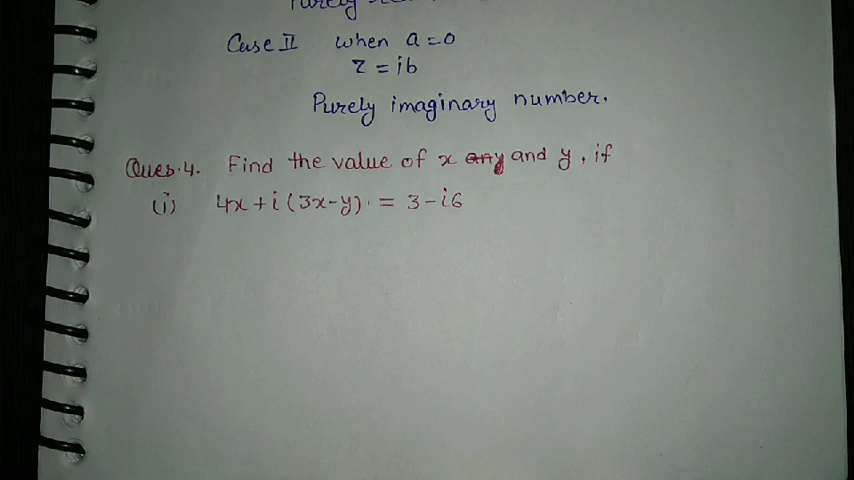 Purely
Case II when a = 0
z = ib
Purely imaginary number.
Ques.4. Find the value of x any and y, if
(i) 4x + i (3x - y) = 3 - i6